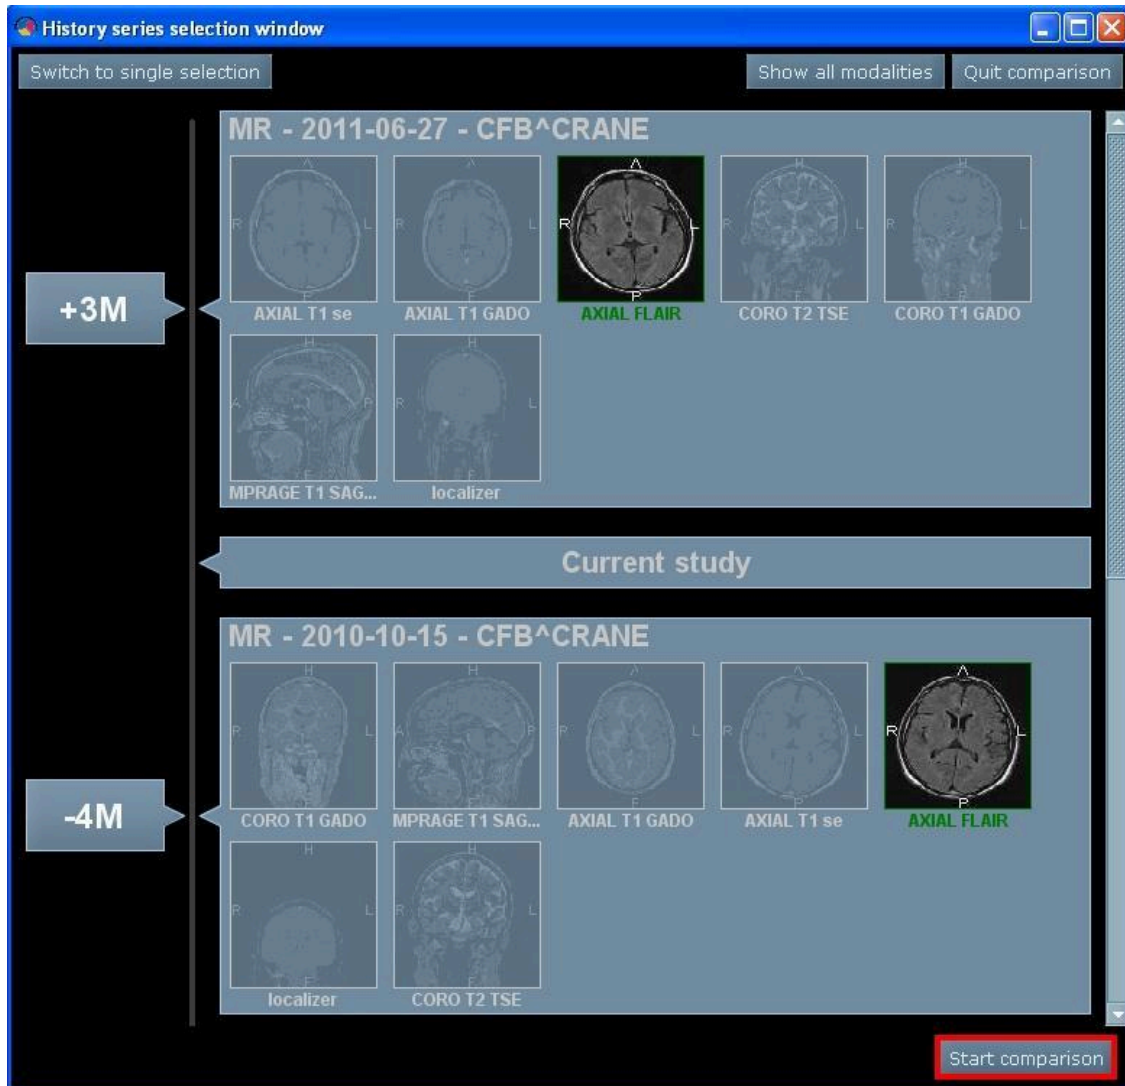 History series selection window
Switch to single selection
Show all modalities
Quit comparison
MR - 2011-06-27 - CFB^CRANE
A A A H H
R L R L R L R L R L
P F P F F
AXIAL T1 se
AXIAL T1 GADO
AXIAL FLAIR
CORO T2 TSE
CORO T1 GADO
+3M
H H
A P R L
F F
MPRAGE T1 SAG...
localizer
Current study
MR - 2010-10-15 - CFB^CRANE
H H A A A
R L A P R L R L R L
F F F P P
CORO T1 GADO
MPRAGE T1 SAG...
AXIAL T1 GADO
AXIAL T1 se
AXIAL FLAIR
-4M
H H
R L R L
F F
localizer
CORO T2 TSE
Start comparison